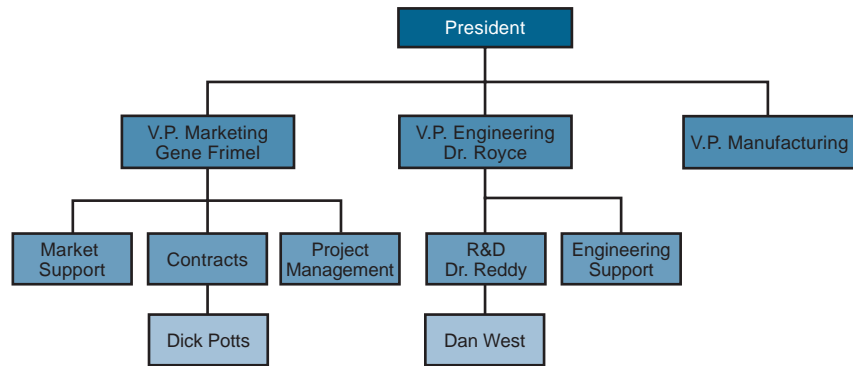 President
V.P. Marketing
Gene Frimel
V.P. Engineering
Dr. Royce
V.P. Manufacturing
Market
Support
Contracts
Project
Management
R&D
Dr. Reddy
Engineering
Support
Dick Potts
Dan West